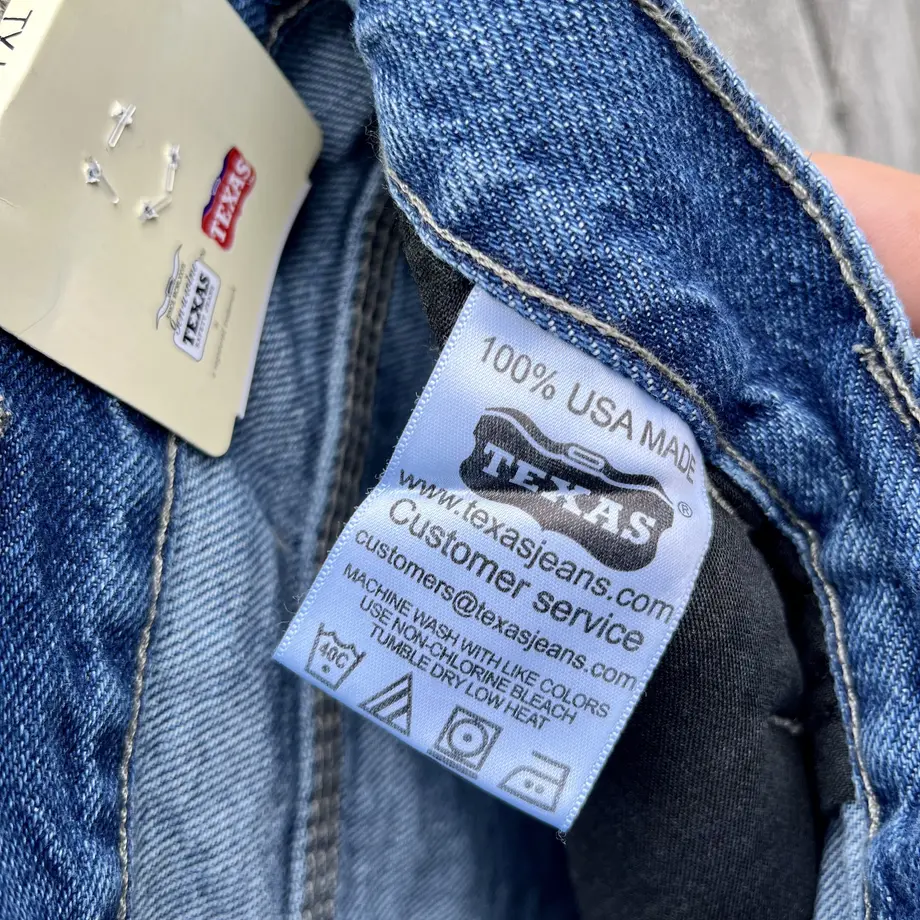 TEXAS
TEXAS
100% USA MADE
TEXAS®
www.texasjeans.com
Customer service
customers@texasjeans.com
MACHINE WASH WITH LIKE COLORS
USE NON-CHLORINE BLEACH
TUMBLE DRY LOW HEAT
40C